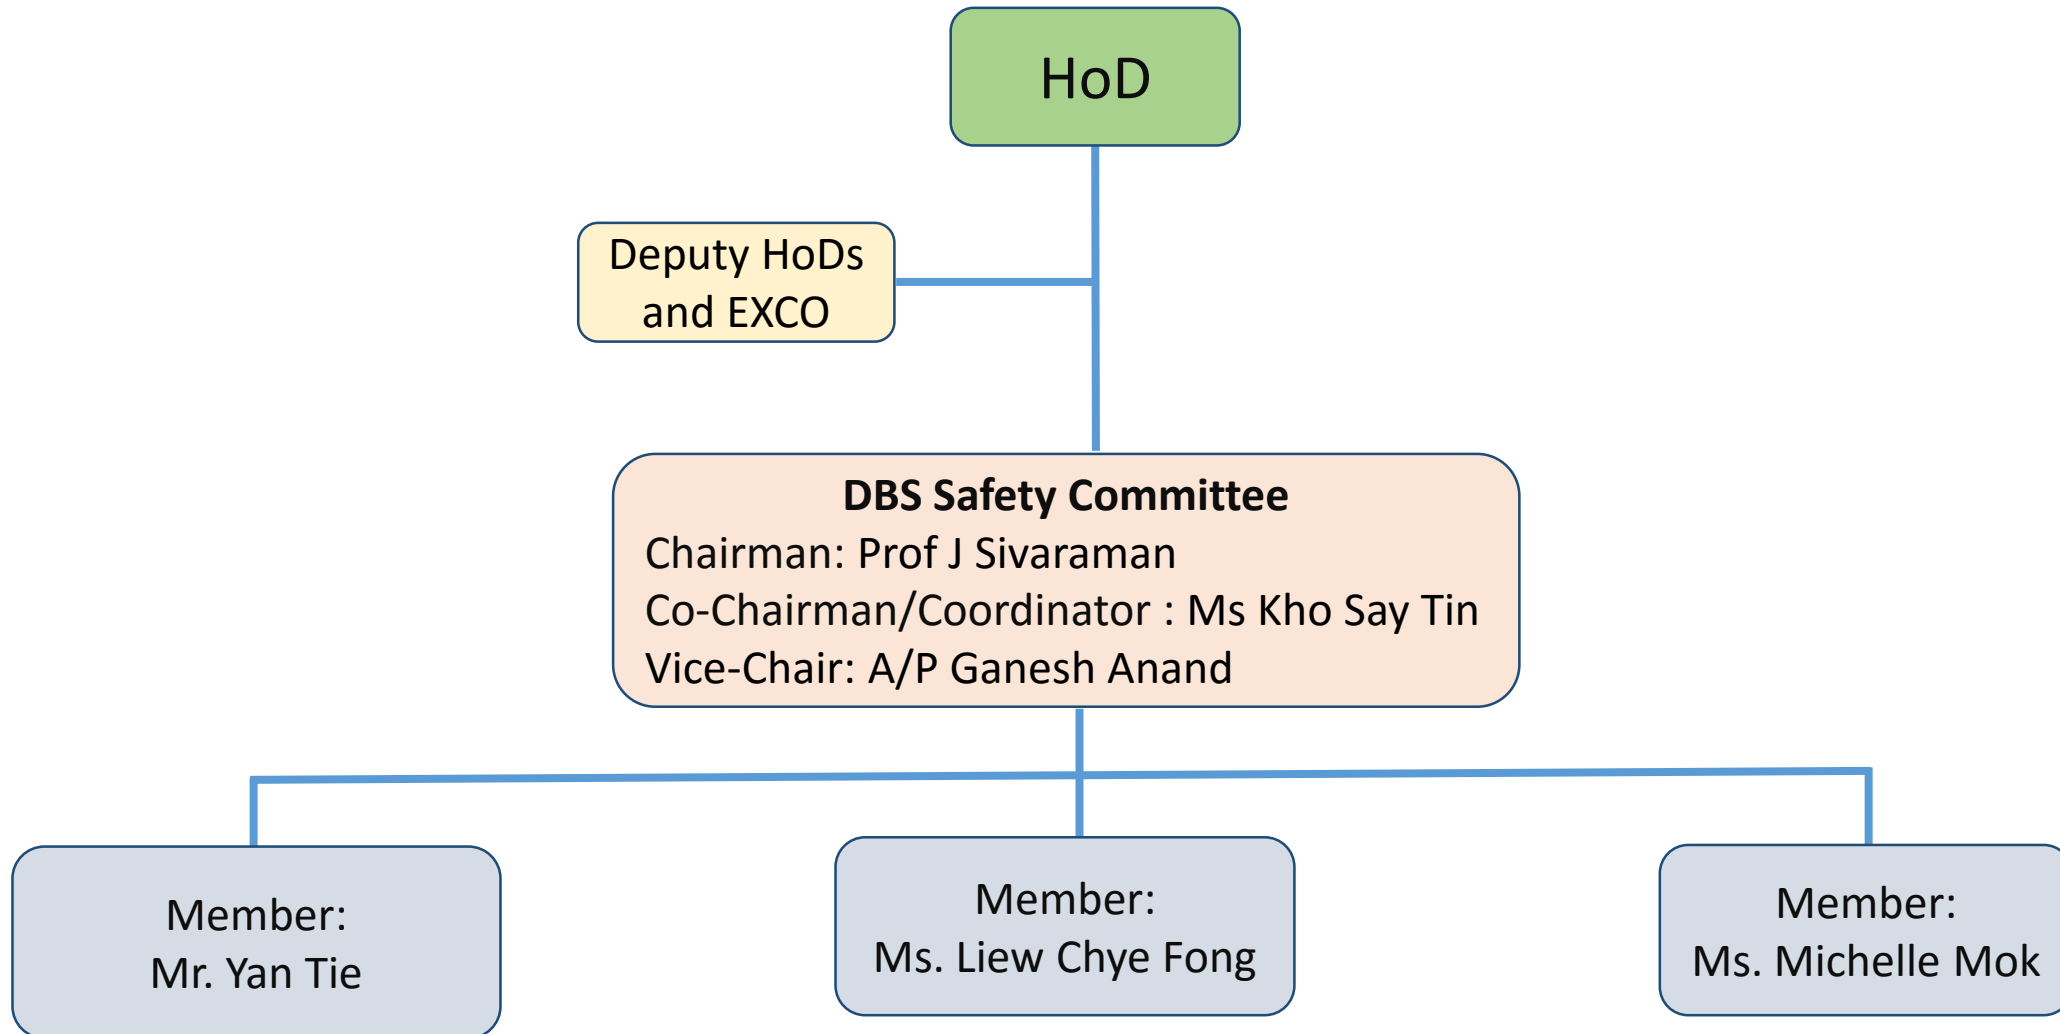 HoD
Deputy HoDs
and EXCO
DBS Safety Committee
Chairman: Prof J Sivaraman
Co-Chairman/Coordinator : Ms Kho Say Tin
Vice-Chair: A/P Ganesh Anand
Member:
Mr. Yan Tie
Member:
Ms. Liew Chye Fong
Member:
Ms. Michelle Mok